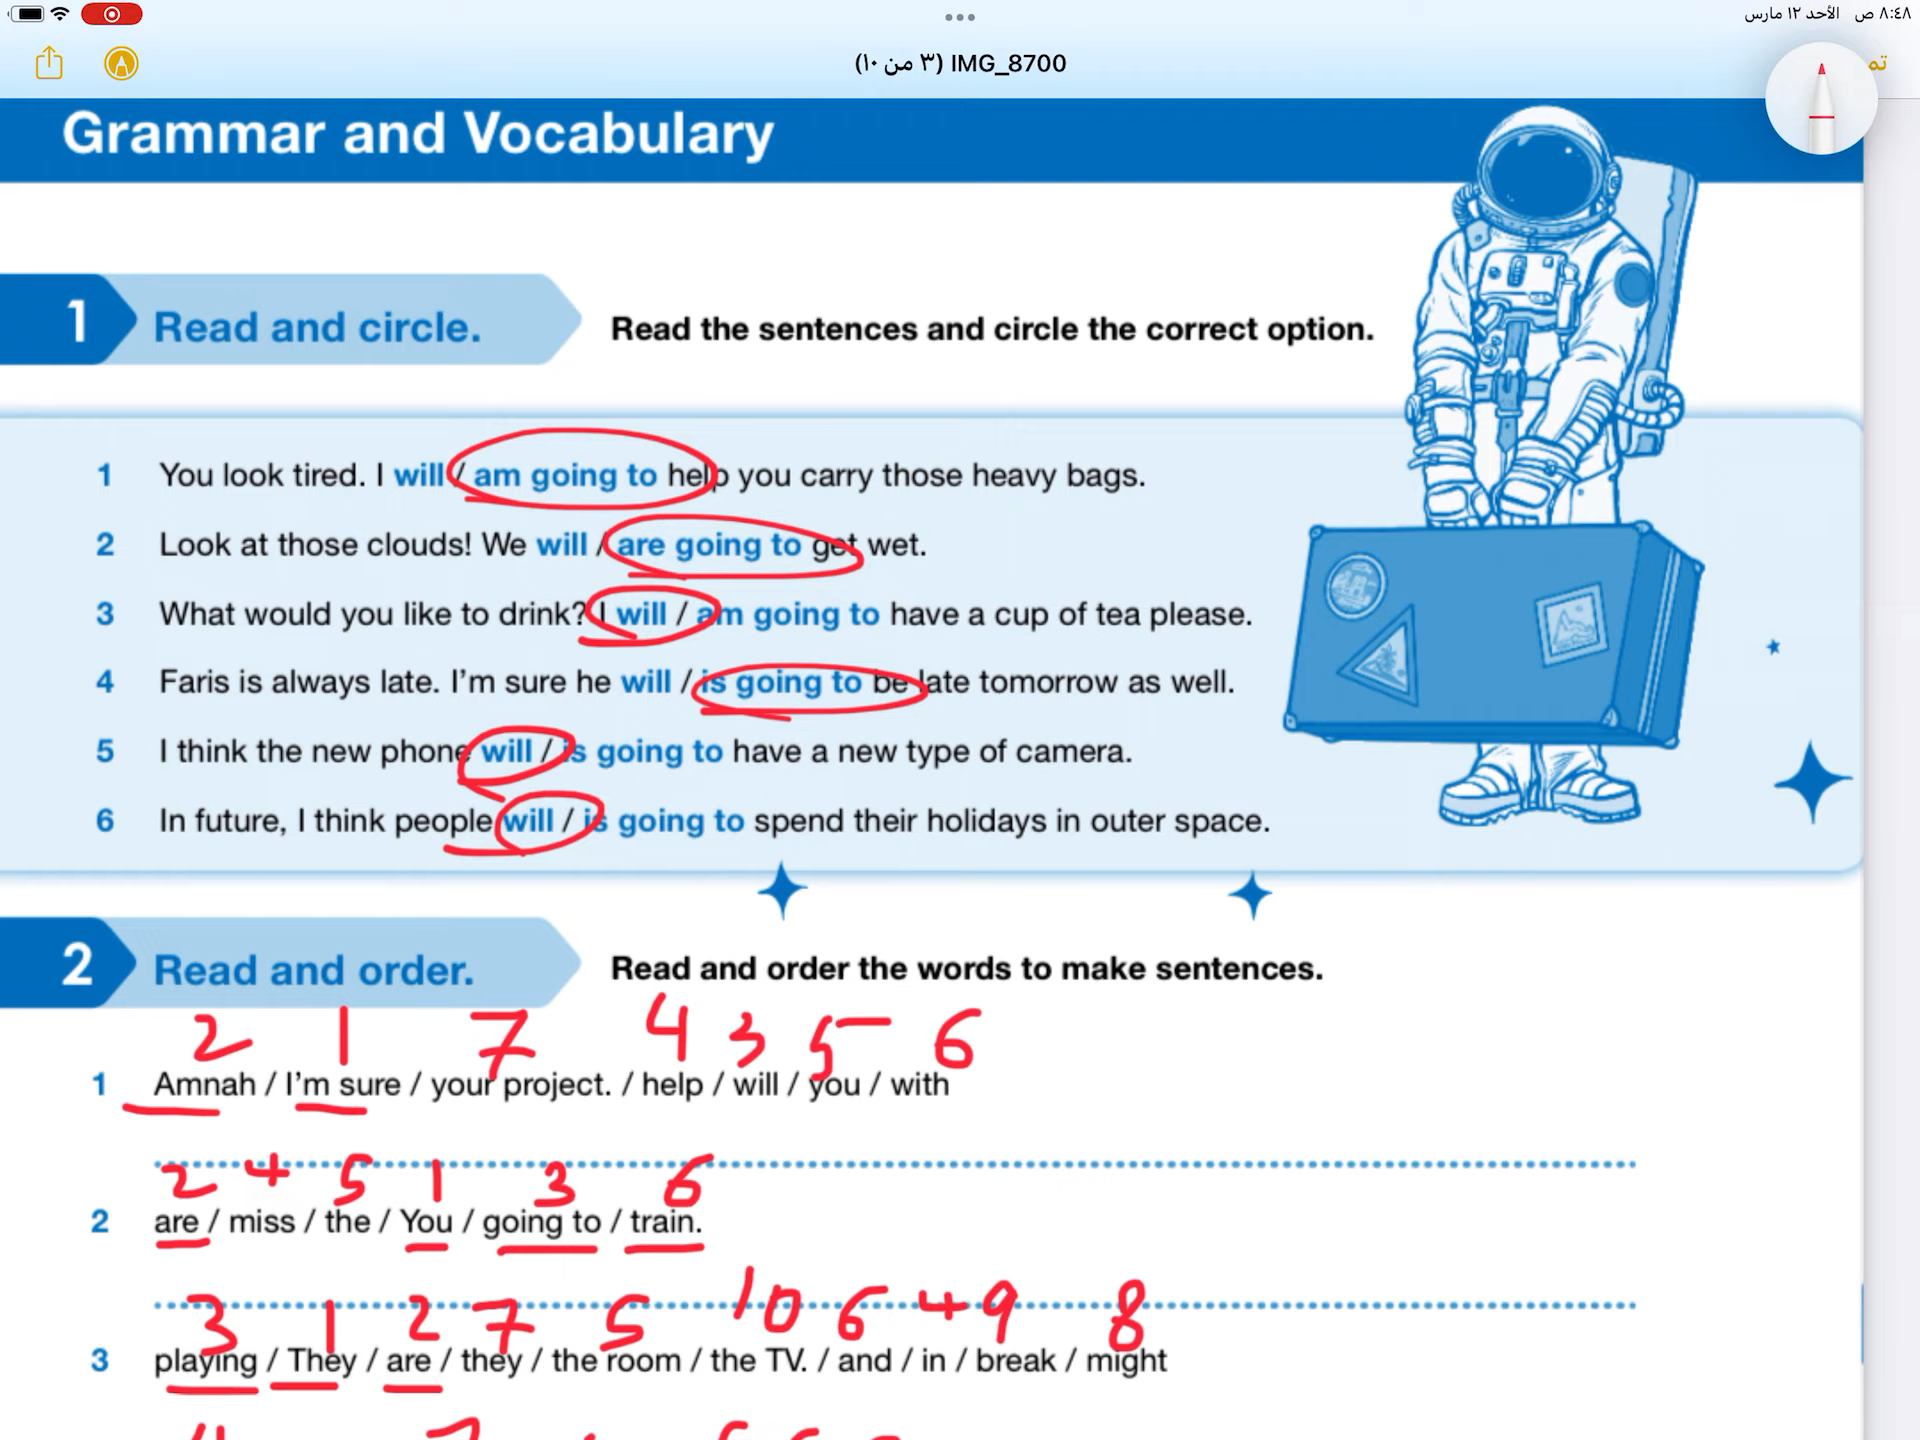 ٨:٤٨ ص الأحد ١٢ مارس
IMG_8700 (٣ من ١٠)
Grammar and Vocabulary
1 Read and circle. Read the sentences and circle the correct option.
1 You look tired. I will / am going to help you carry those heavy bags.
2 Look at those clouds! We will / are going to get wet.
3 What would you like to drink? I will / am going to have a cup of tea please.
4 Faris is always late. I'm sure he will / is going to be late tomorrow as well.
5 I think the new phone will / is going to have a new type of camera.
6 In future, I think people will / is going to spend their holidays in outer space.
2 Read and order. Read and order the words to make sentences.
2 1 7 4 3 5 6
1 Amnah / I'm sure / your project. / help / will / you / with
2 4 5 1 3 6
2 are / miss / the / You / going to / train.
3 1 2 7 5 10 6 4 9 8
3 playing / They / are / they / the room / the TV. / and / in / break / might